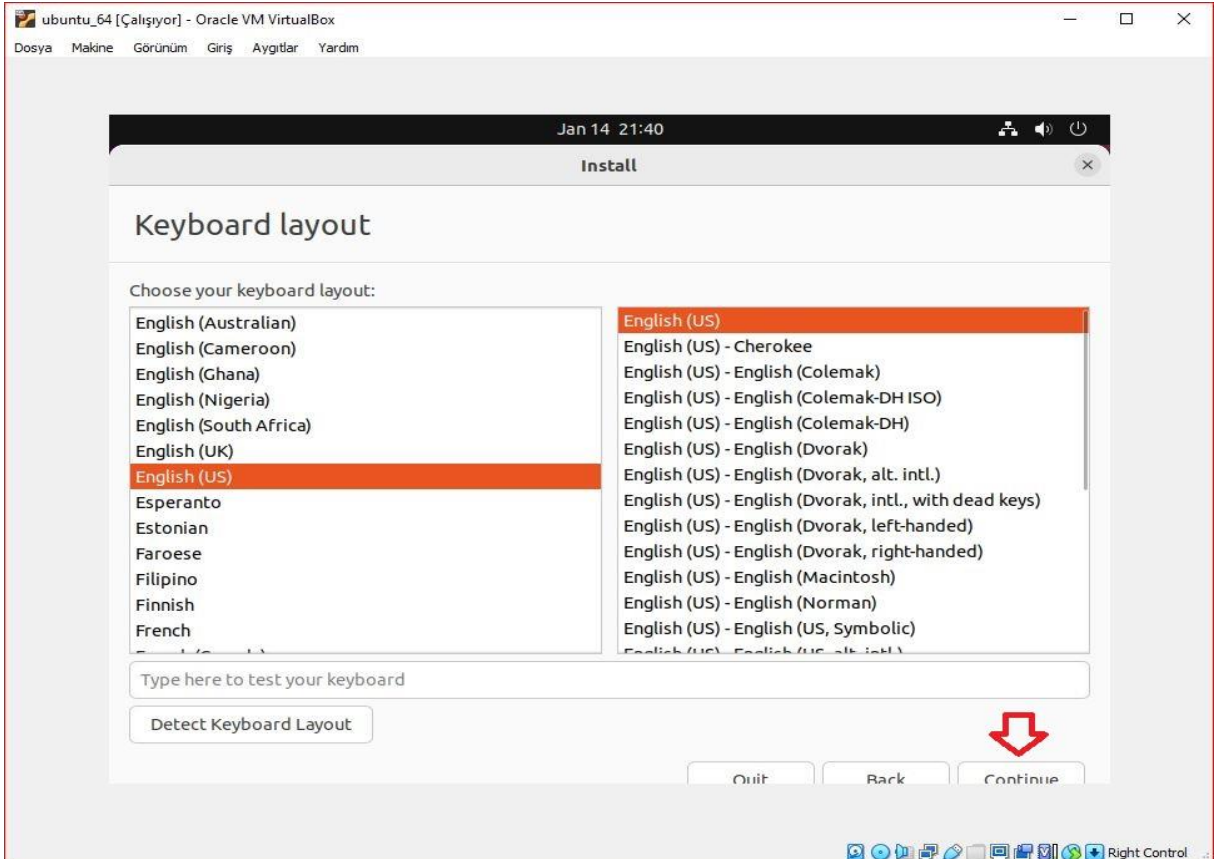 ubuntu_64 [Çalışıyor] - Oracle VM VirtualBox
Dosya Makine Görünüm Giriş Aygıtlar Yardım
Jan 14 21:40
Install
Keyboard layout
Choose your keyboard layout:
English (Australian)
English (Cameroon)
English (Ghana)
English (Nigeria)
English (South Africa)
English (UK)
English (US)
Esperanto
Estonian
Faroese
Filipino
Finnish
French
English (US)
English (US) - Cherokee
English (US) - English (Colemak)
English (US) - English (Colemak-DH ISO)
English (US) - English (Colemak-DH)
English (US) - English (Dvorak)
English (US) - English (Dvorak, alt. intl.)
English (US) - English (Dvorak, intl., with dead keys)
English (US) - English (Dvorak, left-handed)
English (US) - English (Dvorak, right-handed)
English (US) - English (Macintosh)
English (US) - English (Norman)
English (US) - English (US, Symbolic)
English (US) - English (US, alt. intl.)
Type here to test your keyboard
Detect Keyboard Layout
Quit Back Continue
Right Control